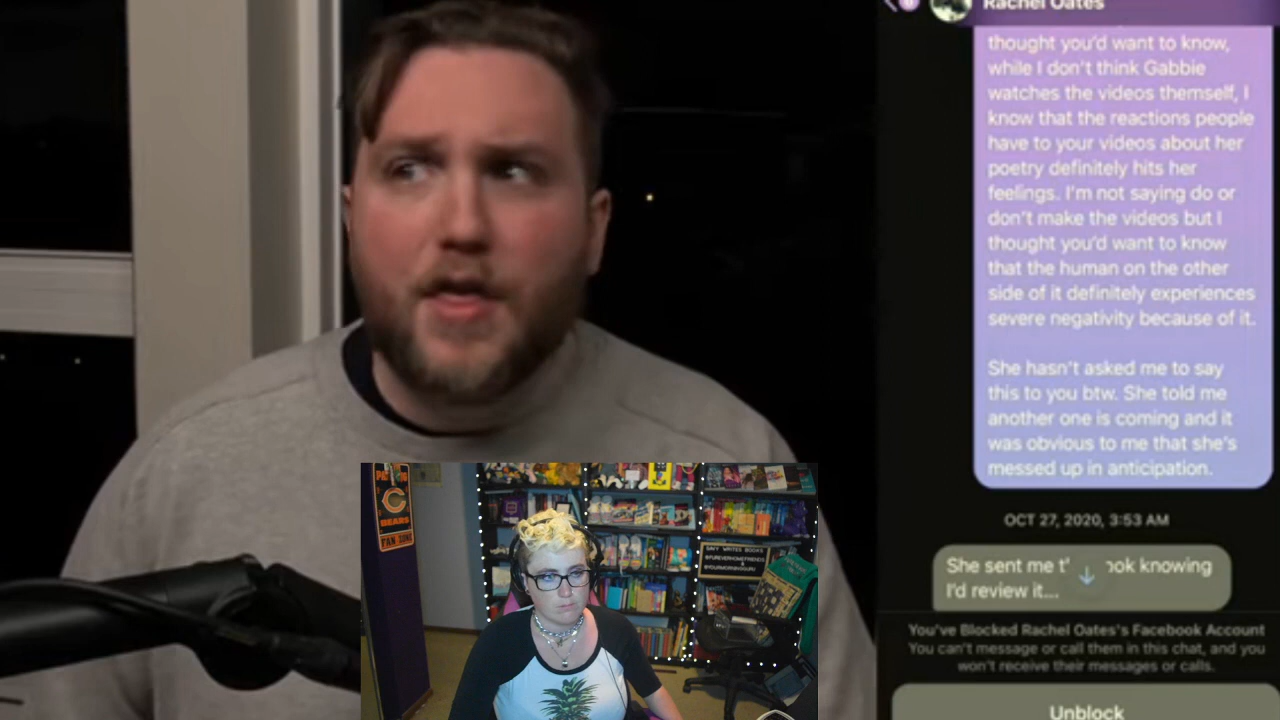 Rachel Oates
thought you'd want to know,
while I don't think Gabbie
watches the videos themself, I
know that the reactions people
have to your videos about her
poetry definitely hits her
feelings. I'm not saying do or
don't make the videos but I
thought you'd want to know
that the human on the other
side of it definitely experiences
severe negativity because of it.
She hasn't asked me to say
this to you btw. She told me
another one is coming and it
was obvious to me that she's
messed up in anticipation.
OCT 27, 2020, 3:53 AM
She sent me t' ook knowing
I'd review it...
You've Blocked Rachel Oates's Facebook Account
You can't message or call them in this chat, and you
won't receive their messages or calls.
Unblock
BEARS
FAN ZONE
SAVY WRITES BOOKS